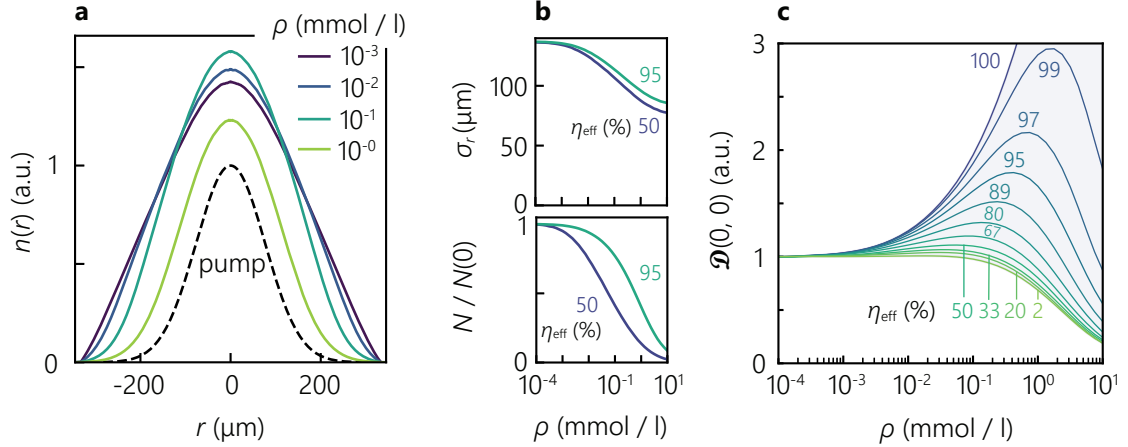 a
ρ (mmol / l)
10⁻³
10⁻²
10⁻¹
10⁻⁰
n(r) (a.u.)
1
0
pump
-200
0
200
r (µm)
b
σr (µm)
100
50
0
95
ηeff (%) 50
N / N(0)
1
0
95
50
ηeff (%)
10⁻⁴
10⁻¹
10¹
ρ (mmol / l)
c
𝓓(0, 0) (a.u.)
3
2
1
0
100
99
97
95
89
80
67
ηeff (%) 50 33 20 2
10⁻⁴
10⁻³
10⁻²
10⁻¹
10⁰
10¹
ρ (mmol / l)